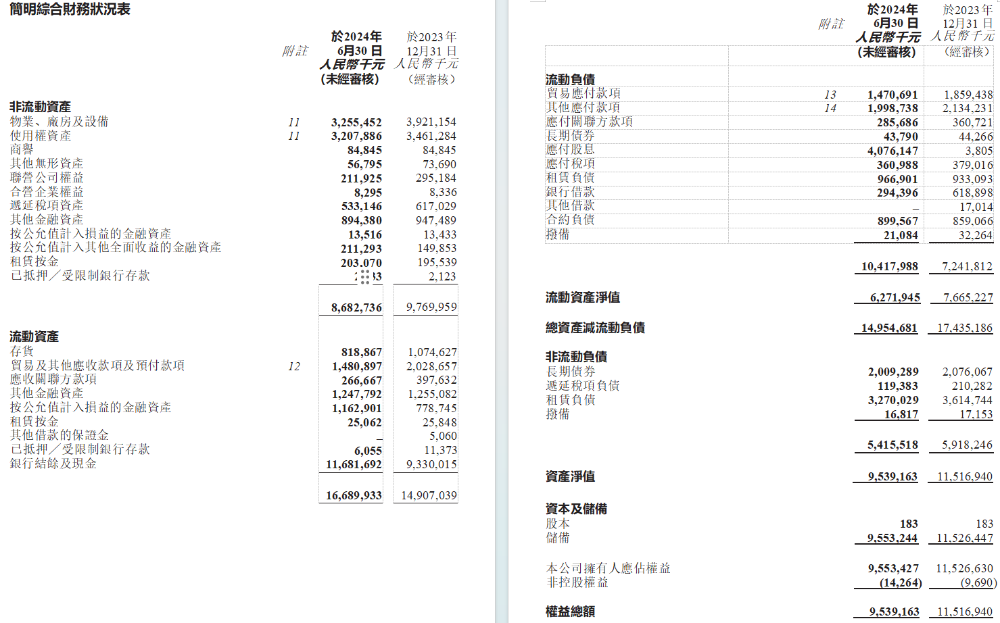 簡明綜合財務狀況表
於2024年 於2023年
附註 6月30 日 12月31 日
人民幣千元 人民幣千元
(未經審核) （經審核）
非流動資產
物業、廠房及設備 11 3,255,452 3,921,154
使用權資產 11 3,207,886 3,461,284
商譽 84,845 84,845
其他無形資產 56,795 73,690
聯營公司權益 211,925 295,184
合營企業權益 8,295 8,336
遞延稅項資產 533,146 617,029
其他金融資產 894,380 947,489
按公允值計入損益的金融資產 13,516 13,433
按公允值計入其他全面收益的金融資產 211,293 149,853
租賃按金 203,070 195,539
已抵押╱受限制銀行存款 2,123
8,682,736 9,769,959
流動資產
存貨 818,867 1,074,627
貿易及其他應收款項及預付款項 12 1,480,897 2,028,657
應收關聯方款項 266,667 397,632
其他金融資產 1,247,792 1,255,082
按公允值計入損益的金融資產 1,162,901 778,745
租賃按金 25,062 25,848
其他借款的保證金 – 5,060
已抵押╱受限制銀行存款 6,055 11,373
銀行結餘及現金 11,681,692 9,330,015
16,689,933 14,907,039
於2024年 於2023年
附註 6月30 日 12月31 日
人民幣千元 人民幣千元
(未經審核) （經審核）
流動負債
貿易應付款項 13 1,470,691 1,859,438
其他應付款項 14 1,998,738 2,134,231
應付關聯方款項 285,686 360,721
長期債券 43,790 44,266
應付股息 4,076,147 3,805
應付稅項 360,988 379,016
租賃負債 966,901 933,093
銀行借款 294,396 618,898
其他借款 – 17,014
合約負債 899,567 859,066
撥備 21,084 32,264
10,417,988 7,241,812
流動資產淨值 6,271,945 7,665,227
總資產減流動負債 14,954,681 17,435,186
非流動負債
長期債券 2,009,289 2,076,067
遞延稅項負債 119,383 210,282
租賃負債 3,270,029 3,614,744
撥備 16,817 17,153
5,415,518 5,918,246
資產淨值 9,539,163 11,516,940
資本及儲備
股本 183 183
儲備 9,553,244 11,526,447
本公司擁有人應佔權益 9,553,427 11,526,630
非控股權益 (14,264) (9,690)
權益總額 9,539,163 11,516,940